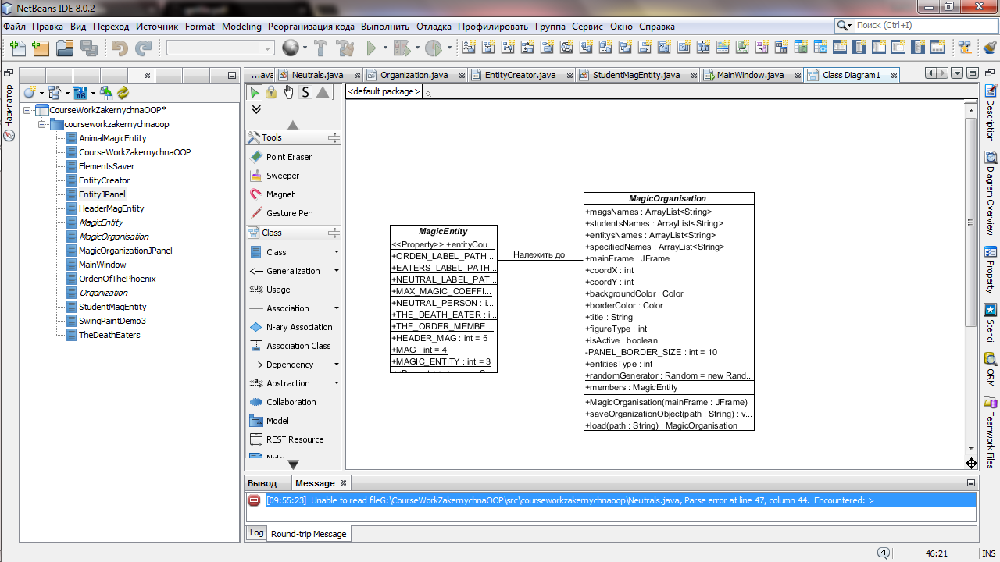 NetBeans IDE 8.0.2
Файл Правка Вид Переход Источник Format Modeling Реорганизация кода Выполнить Отладка Профилировать Группа Сервис Окно Справка
Поиск (Ctrl+I)
...ava Neutrals.java Organization.java EntityCreator.java StudentMagEntity.java MainWindow.java Class Diagram1
Навигатор
CourseWorkZakernychnaOOP*
courseworkzakernychnaoop
AnimalMagicEntity
CourseWorkZakernychnaOOP
ElementsSaver
EntityCreator
EntityJPanel
HeaderMagEntity
MagicEntity
MagicOrganisation
MagicOrganizationJPanel
MainWindow
OrdenOfThePhoenix
Organization
StudentMagEntity
SwingPaintDemo3
TheDeathEaters
S
Tools
Point Eraser
Sweeper
Magnet
Gesture Pen
Class
Class
Generalization
Usage
Association
N-ary Association
Association Class
Dependency
Abstraction
Collaboration
Model
REST Resource
Note
<default package>
MagicEntity
<<Property>> +entityCou...
+ORDEN_LABEL_PATH ...
+EATERS_LABEL_PATH...
+NEUTRAL_LABEL_PAT...
+MAX_MAGIC_COEFFI...
+NEUTRAL_PERSON : i...
+THE_DEATH_EATER : i...
+THE_ORDER_MEMBE...
+HEADER_MAG : int = 5
+MAG : int = 4
+MAGIC_ENTITY : int = 3
Належить до
MagicOrganisation
+magsNames : ArrayList<String>
+studentsNames : ArrayList<String>
+entitysNames : ArrayList<String>
+specifiedNames : ArrayList<String>
+mainFrame : JFrame
+coordX : int
+coordY : int
+backgroundColor : Color
+borderColor : Color
+title : String
+figureType : int
+isActive : boolean
-PANEL_BORDER_SIZE : int = 10
+entitiesType : int
+randomGenerator : Random = new Rand...
+members : MagicEntity
+MagicOrganisation(mainFrame : JFrame)
+saveOrganizationObject(path : String) : v...
+load(path : String) : MagicOrganisation
Description
Diagram Overview
Property
Stencil
ORM
Teamwork Files
Вывод Message
[09:55:23] Unable to read fileG:\CourseWorkZakernychnaOOP\src\courseworkzakernychnaoop\Neutrals.java, Parse error at line 47, column 44. Encountered: >
Log Round-trip Message
4 46:21 INS